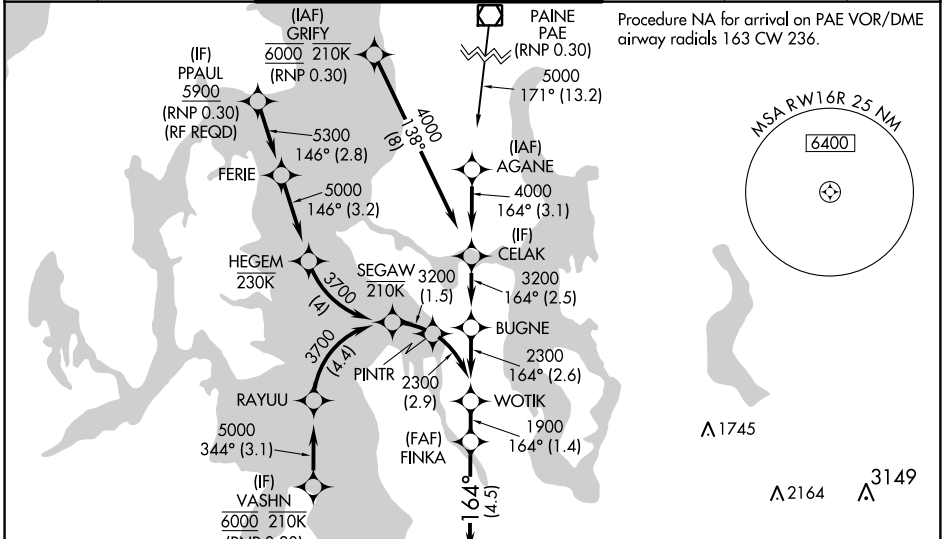 (IAF)
GRIFY
6000 210K
(RNP 0.30)
PAINE
PAE
(RNP 0.30)
5000
171° (13.2)
Procedure NA for arrival on PAE VOR/DME
airway radials 163 CW 236.
(IF)
PPAUL
5900
(RNP 0.30)
(RF REQD)
5300
146° (2.8)
4000
138°
(8)
MSA RW16R 25 NM
6400
(IAF)
AGANE
4000
164° (3.1)
FERIE
5000
146° (3.2)
(IF)
CELAK
HEGEM
230K
3700
(4)
SEGAW
210K
3200
(1.5)
3200
164° (2.5)
BUGNE
3700
(4.4)
PINTR
2300
(2.9)
2300
164° (2.6)
RAYUU
WOTIK
1900
164° (1.4)
5000
344° (3.1)
(FAF)
FINKA
1745
(IF)
VASHN
6000 210K
164°
(4.5)
2164
3149